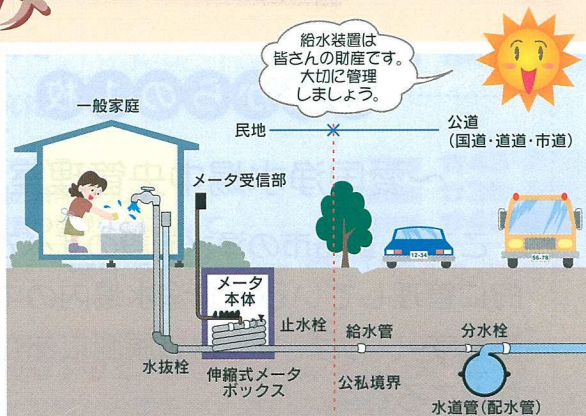 給水装置は
皆さんの財産です。
大切に管理
しましょう。
一般家庭
民地
公道
(国道・道道・市道)
メータ受信部
12-34
56-78
メータ
本体
止水栓
給水管
分水栓
水抜栓
伸縮式メータ
ボックス
公私境界
水道管(配水管)